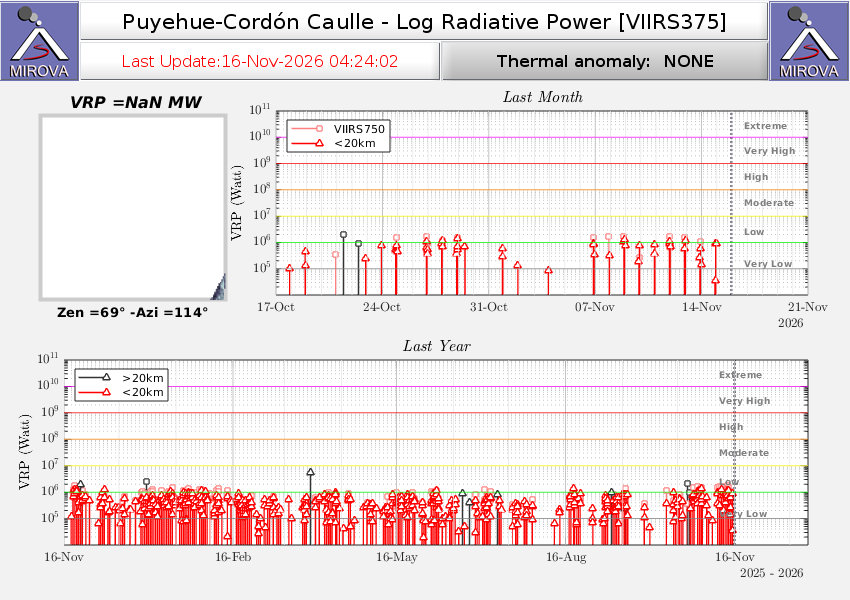 Puyehue-Cordón Caulle - Log Radiative Power [VIIRS375]
MIROVA
Last Update:16-Nov-2026 04:24:02
Thermal anomaly: NONE
MIROVA
VRP =NaN MW
Zen =69° -Azi =114°
Last Month
VRP (Watt)
10^11
10^10
10^9
10^8
10^7
10^6
10^5
VIIRS750
<20km
Extreme
Very High
High
Moderate
Low
Very Low
17-Oct 24-Oct 31-Oct 07-Nov 14-Nov 21-Nov
2026
Last Year
VRP (Watt)
10^11
10^10
10^9
10^8
10^7
10^6
10^5
>20km
<20km
Extreme
Very High
High
Moderate
Low
Very Low
16-Nov 16-Feb 16-May 16-Aug 16-Nov
2025 - 2026